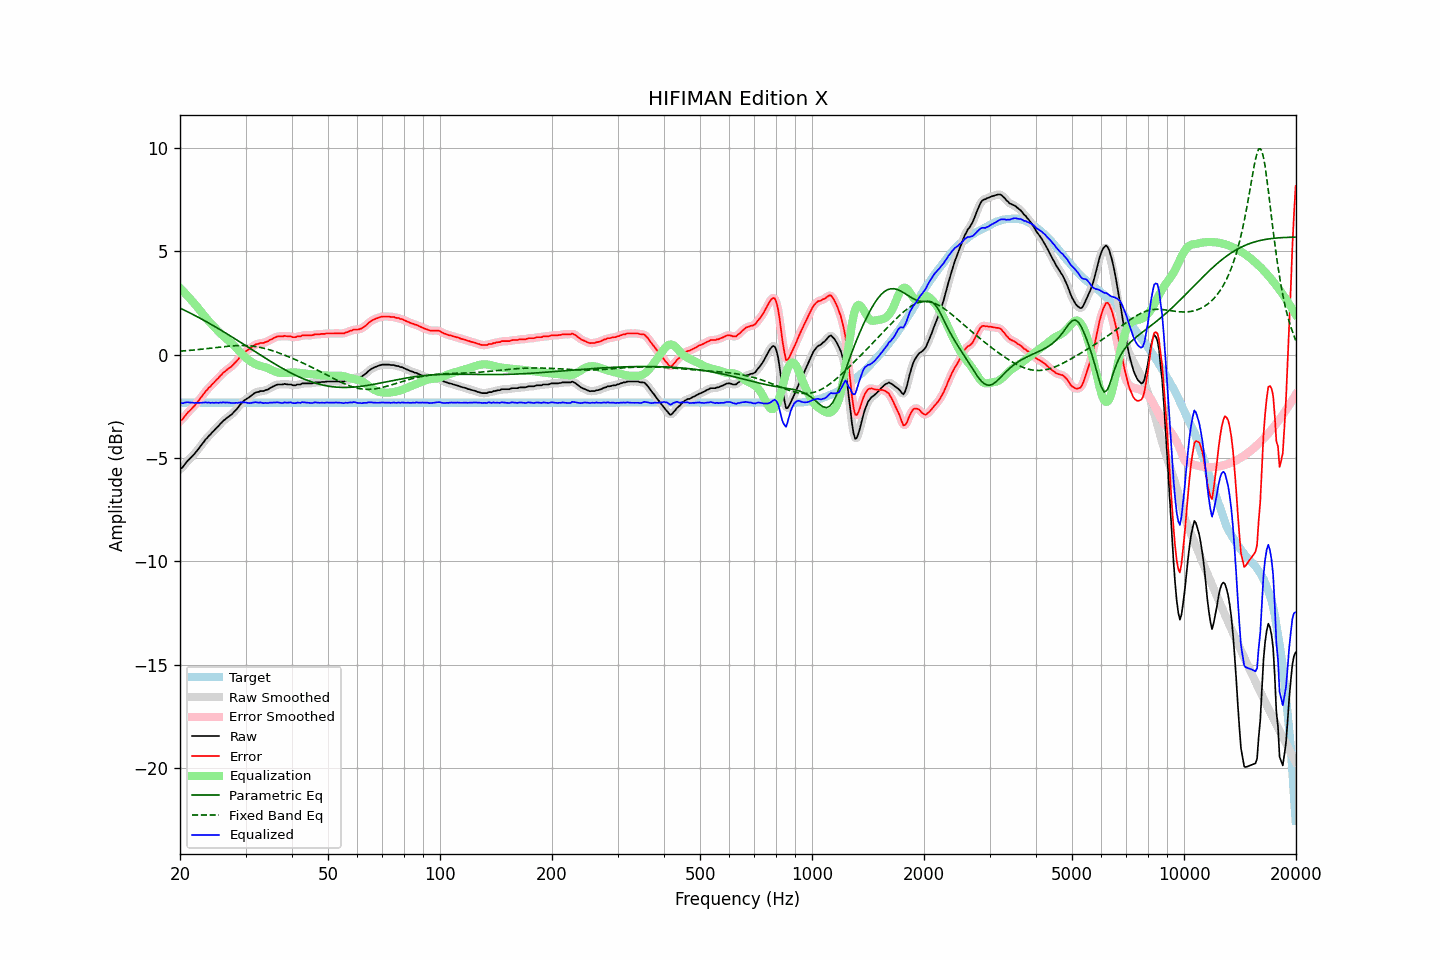 HIFIMAN Edition X
Amplitude (dBr)
10
5
0
−5
−10
−15
−20
Target
Raw Smoothed
Error Smoothed
Raw
Error
Equalization
Parametric Eq
Fixed Band Eq
Equalized
20 50 100 200 500 1000 2000 5000 10000 20000
Frequency (Hz)